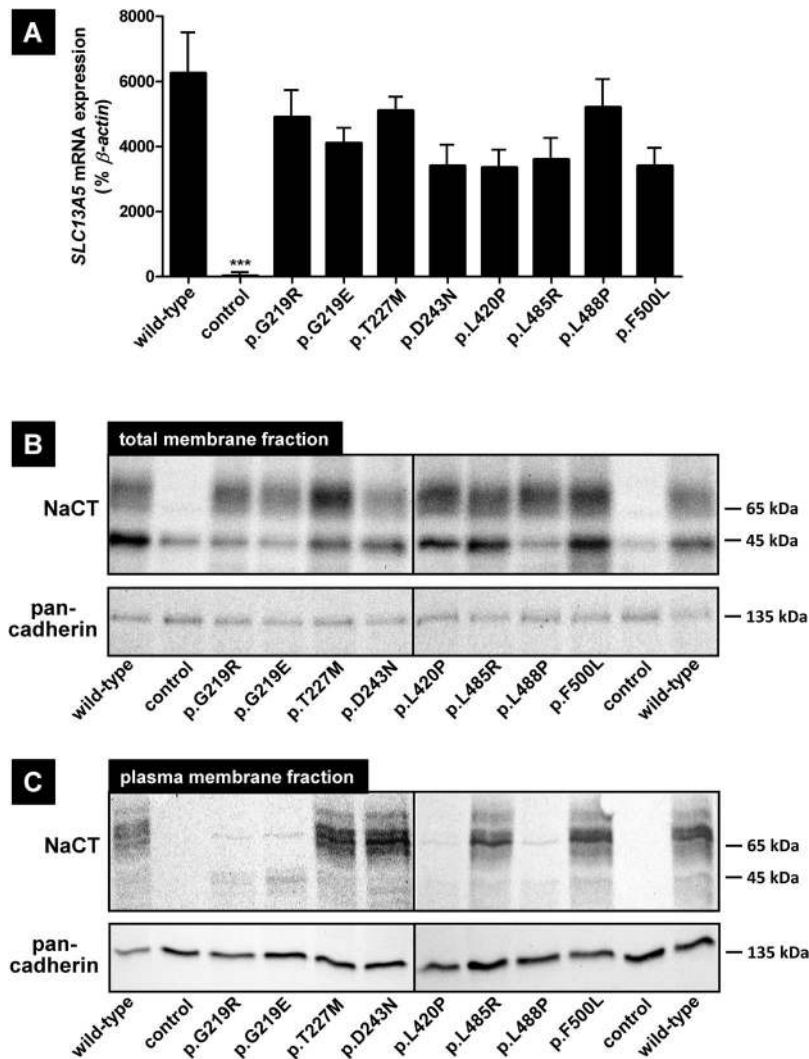 A
SLC13A5 mRNA expression
(% β-actin)
8000
6000
4000
2000
0
***
wild-type
control
p.G219R
p.G219E
p.T227M
p.D243N
p.L420P
p.L485R
p.L488P
p.F500L
B
total membrane fraction
NaCT
65 kDa
45 kDa
pan-
cadherin
135 kDa
wild-type
control
p.G219R
p.G219E
p.T227M
p.D243N
p.L420P
p.L485R
p.L488P
p.F500L
control
wild-type
C
plasma membrane fraction
NaCT
65 kDa
45 kDa
pan-
cadherin
135 kDa
wild-type
control
p.G219R
p.G219E
p.T227M
p.D243N
p.L420P
p.L485R
p.L488P
p.F500L
control
wild-type